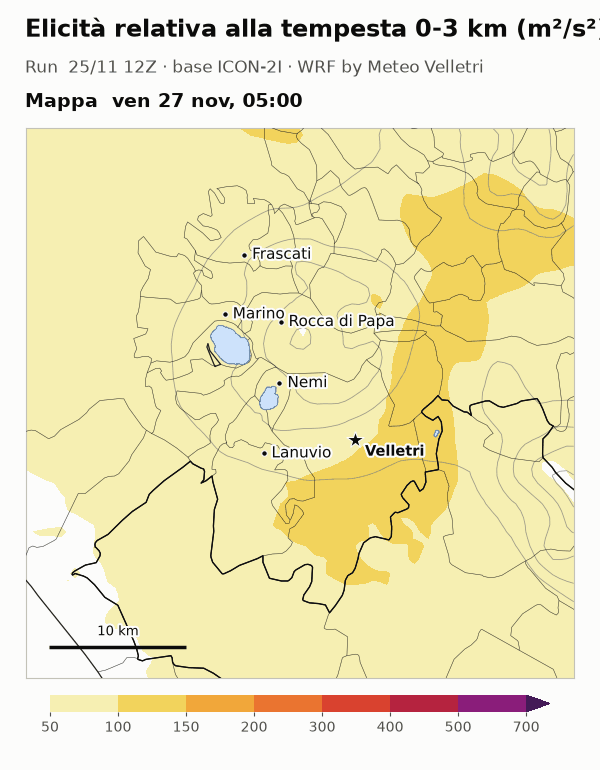 Elicità relativa alla tempesta 0-3 km (m²/s²)
Run  25/11 12Z · base ICON-2I · WRF by Meteo Velletri
Mappa  ven 27 nov, 05:00
Frascati
Marino
Rocca di Papa
Nemi
Lanuvio
Velletri
10 km
50 100 150 200 300 400 500 700